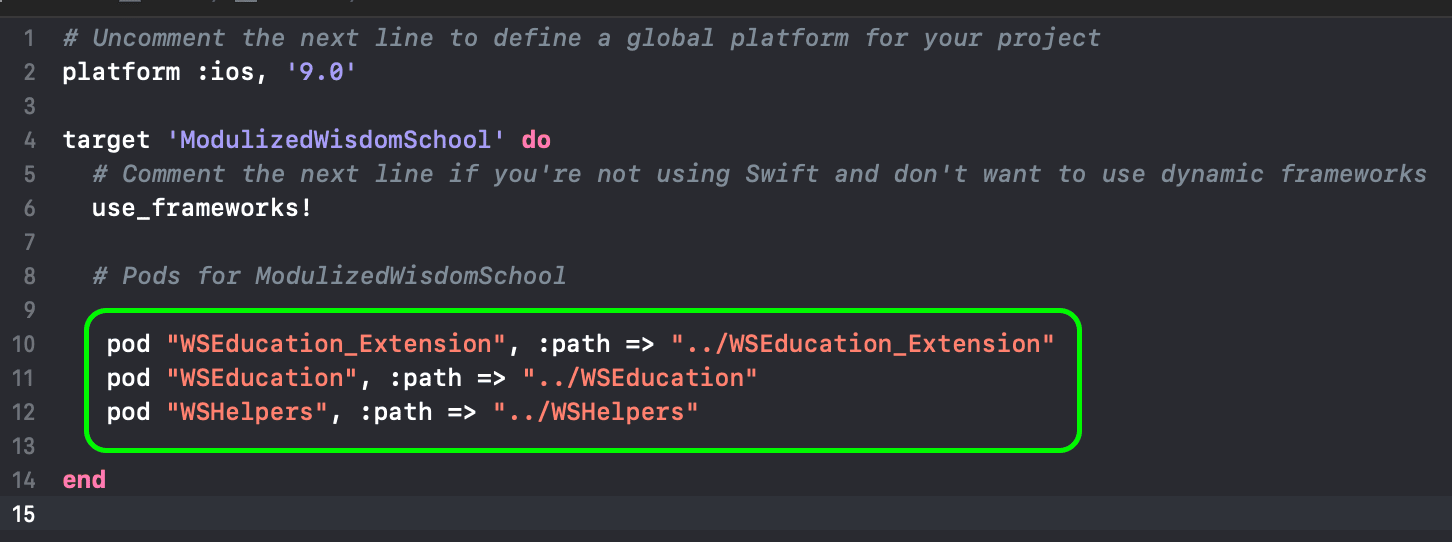 1 # Uncomment the next line to define a global platform for your project
2 platform :ios, '9.0'
3
4 target 'ModulizedWisdomSchool' do
5 # Comment the next line if you're not using Swift and don't want to use dynamic frameworks
6 use_frameworks!
7
8 # Pods for ModulizedWisdomSchool
9
10 pod "WSEducation_Extension", :path => "../WSEducation_Extension"
11 pod "WSEducation", :path => "../WSEducation"
12 pod "WSHelpers", :path => "../WSHelpers"
13
14 end
15